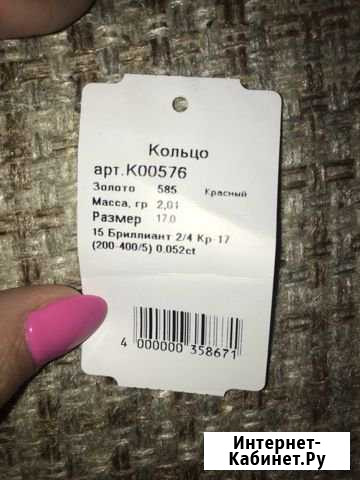 Кольцо
арт.К00576
Золото 585 Красный
Масса, гр 2,01
Размер 17.0
15 Бриллиант 2/4 Кр-17
(200-400/5) 0.052ct
4 000000 358671
Интернет-
Кабинет.Ру